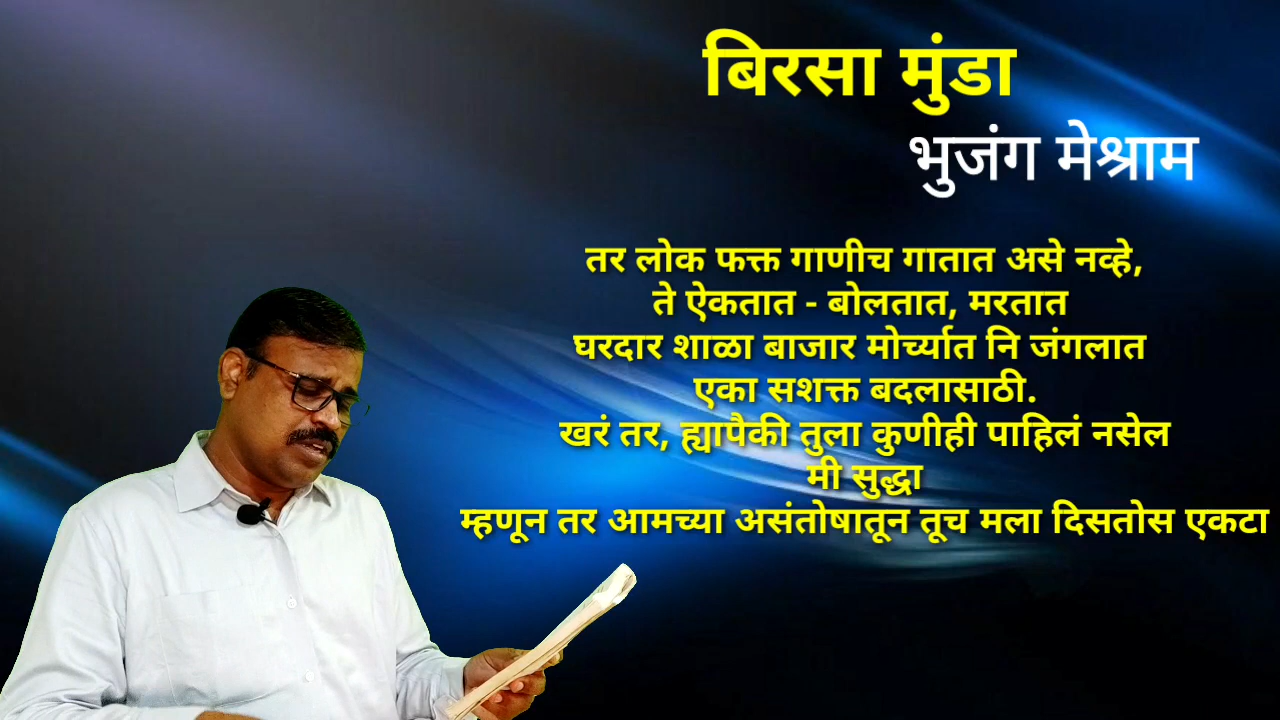 बिरसा मुंडा
भुजंग मेश्राम
तर लोक फक्त गाणीच गातात असे नव्हे,
ते ऐकतात - बोलतात, मरतात
घरदार शाळा बाजार मोर्च्यात नि जंगलात
एका सशक्त बदलासाठी.
खरं तर, ह्यापैकी तुला कुणीही पाहिलं नसेल
मी सुद्धा
म्हणून तर आमच्या असंतोषातून तूच मला दिसतोस एकटा